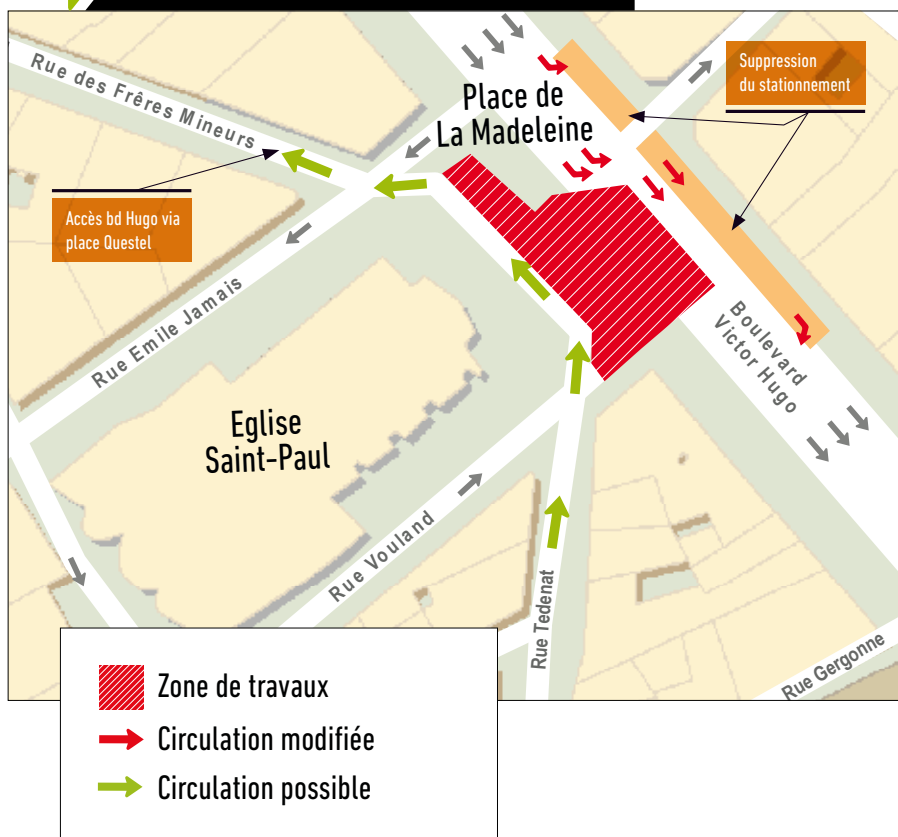 Rue des Frères Mineurs
Place de
La Madeleine
Suppression
du stationnement
Accès bd Hugo via
place Questel
Rue Emile Jamais
Boulevard
Victor Hugo
Eglise
Saint-Paul
Rue Vouland
Rue Tedenat
Rue Gergonne
Zone de travaux
Circulation modifiée
Circulation possible